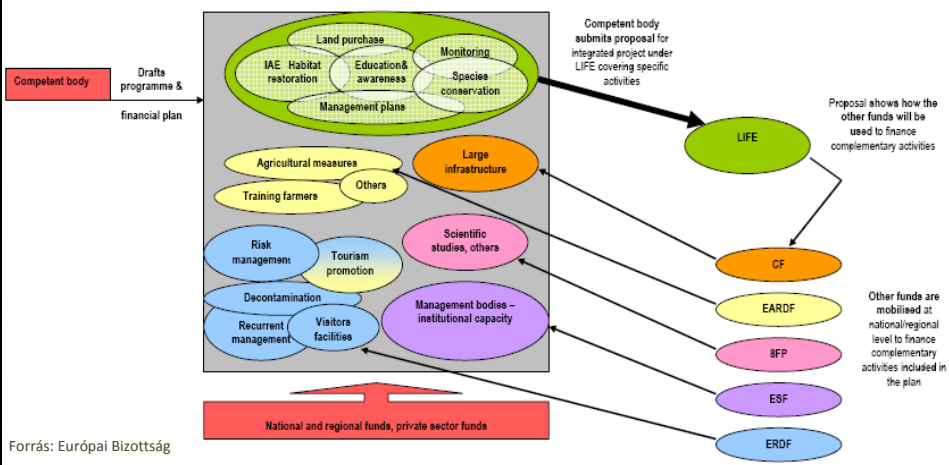 Competent body
Drafts
programme &
financial plan
Land purchase
IAE Habitat
restoration
Education&
awareness
Monitoring
Species
conservation
Management plans
Agricultural measures
Training farmers
Others
Large
infrastructure
Risk
management
Tourism
promotion
Scientific
studies, others
Decontamination
Recurrent
management
Visitors
facilities
Management bodies –
institutional capacity
National and regional funds, private sector funds
Competent body
submits proposal for
integrated project under
LIFE covering specific
activities
LIFE
Proposal shows how the
other funds will be
used to finance
complementary activities
CF
EARDF
8FP
ESF
ERDF
Other funds are
mobilised at
national/regional
level to finance
complementary
activities included in
the plan
Forrás: Európai Bizottság